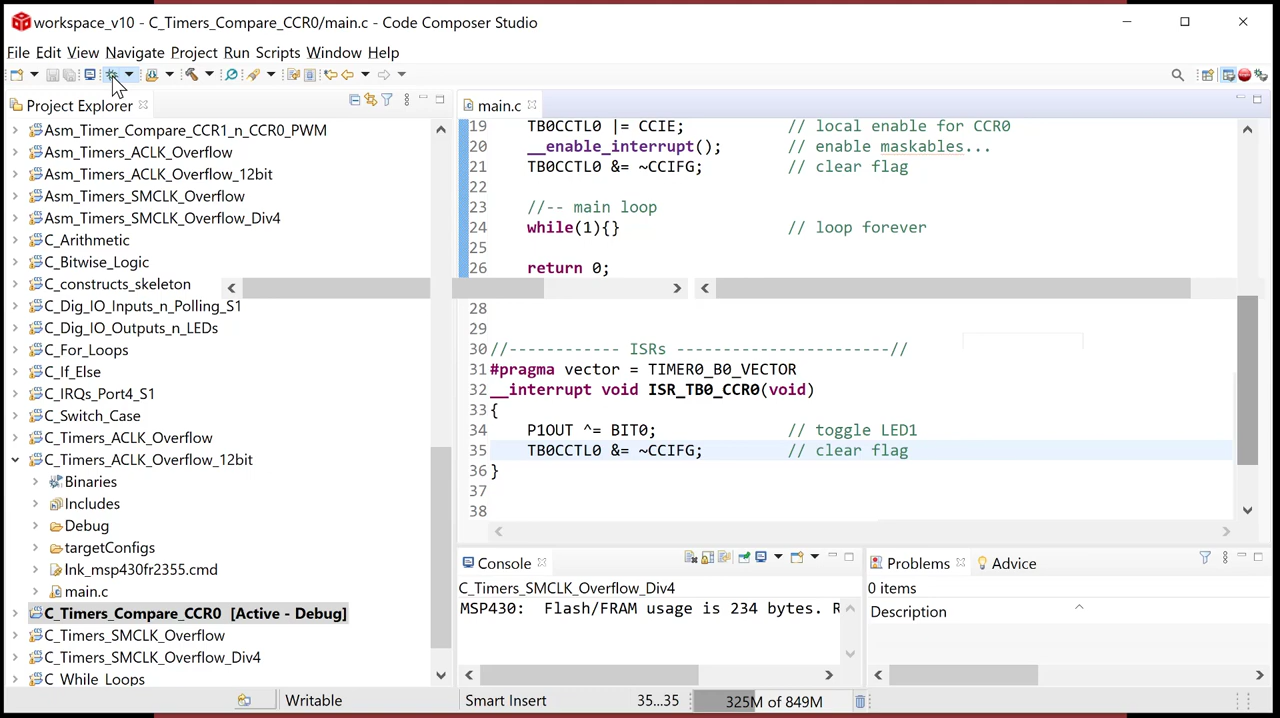 workspace_v10 - C_Timers_Compare_CCR0/main.c - Code Composer Studio
File Edit View Navigate Project Run Scripts Window Help
Project Explorer
Asm_Timer_Compare_CCR1_n_CCR0_PWM
Asm_Timers_ACLK_Overflow
Asm_Timers_ACLK_Overflow_12bit
Asm_Timers_SMCLK_Overflow
Asm_Timers_SMCLK_Overflow_Div4
C_Arithmetic
C_Bitwise_Logic
C_constructs_skeleton
C_Dig_IO_Inputs_n_Polling_S1
C_Dig_IO_Outputs_n_LEDs
C_For_Loops
C_If_Else
C_IRQs_Port4_S1
C_Switch_Case
C_Timers_ACLK_Overflow
C_Timers_ACLK_Overflow_12bit
Binaries
Includes
Debug
targetConfigs
lnk_msp430fr2355.cmd
main.c
C_Timers_Compare_CCR0 [Active - Debug]
C_Timers_SMCLK_Overflow
C_Timers_SMCLK_Overflow_Div4
C_While_Loops
main.c
19 TB0CCTL0 |= CCIE; // local enable for CCR0
20 __enable_interrupt(); // enable maskables...
21 TB0CCTL0 &= ~CCIFG; // clear flag
22
23 //-- main loop
24 while(1){} // loop forever
25
26 return 0;
28
29
30 //------------ ISRs -----------------------//
31 #pragma vector = TIMER0_B0_VECTOR
32 __interrupt void ISR_TB0_CCR0(void)
33 {
34 P1OUT ^= BIT0; // toggle LED1
35 TB0CCTL0 &= ~CCIFG; // clear flag
36 }
37
38
Console
C_Timers_SMCLK_Overflow_Div4
MSP430: Flash/FRAM usage is 234 bytes. R
Problems
Advice
0 items
Description
Writable
Smart Insert
35...35
325M of 849M